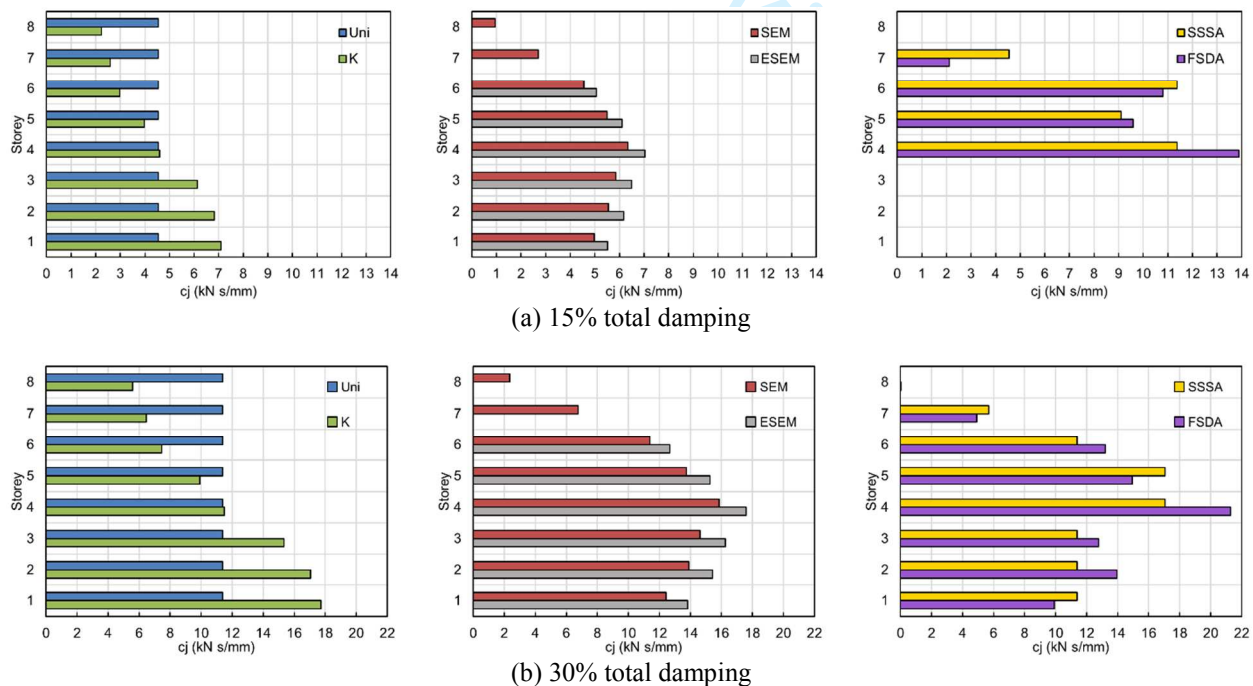 8
7
6
5
4
3
2
1
Storey
Uni
K
0 1 2 3 4 5 6 7 8 9 10 11 12 13 14
cj (kN s/mm)
8
7
6
5
4
3
2
1
Storey
SEM
ESEM
0 1 2 3 4 5 6 7 8 9 10 11 12 13 14
cj (kN s/mm)
8
7
6
5
4
3
2
1
Storey
SSSA
FSDA
0 1 2 3 4 5 6 7 8 9 10 11 12 13 14
cj (kN s/mm)
(a) 15% total damping
8
7
6
5
4
3
2
1
Storey
Uni
K
0 2 4 6 8 10 12 14 16 18 20 22
cj (kN s/mm)
8
7
6
5
4
3
2
1
Storey
SEM
ESEM
0 2 4 6 8 10 12 14 16 18 20 22
cj (kN s/mm)
8
7
6
5
4
3
2
1
Storey
SSSA
FSDA
0 2 4 6 8 10 12 14 16 18 20 22
cj (kN s/mm)
(b) 30% total damping